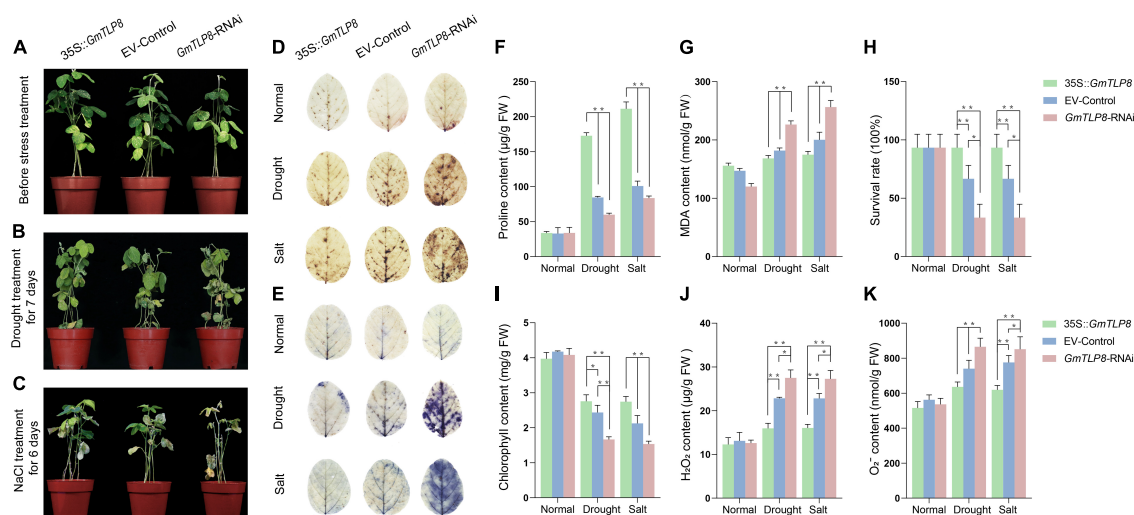 A
35S::GmTLP8
EV-Control
GmTLP8-RNAi
Before stress treatment
B
Drought treatment
for 7 days
C
NaCl treatment
for 6 days
D
35S::GmTLP8
EV-Control
GmTLP8-RNAi
Normal
Drought
Salt
E
Normal
Drought
Salt
F
Proline content (µg/g FW)
250
200
150
100
50
0
**
**
Normal
Drought
Salt
G
MDA content (nmol/g FW)
300
250
200
150
100
50
0
**
**
Normal
Drought
Salt
H
Survival rate (100%)
150
100
50
0
**
**
*
**
**
*
Normal
Drought
Salt
35S::GmTLP8
EV-Control
GmTLP8-RNAi
I
Chlorophyll content (mg/g FW)
6
5
4
3
2
1
0
**
*
**
**
Normal
Drought
Salt
J
H₂O₂ content (µg/g FW)
40
30
20
10
0
**
*
**
**
*
**
Normal
Drought
Salt
K
O₂⁻ content (nmol/g FW)
1000
800
600
400
200
0
**
**
*
**
Normal
Drought
Salt
35S::GmTLP8
EV-Control
GmTLP8-RNAi